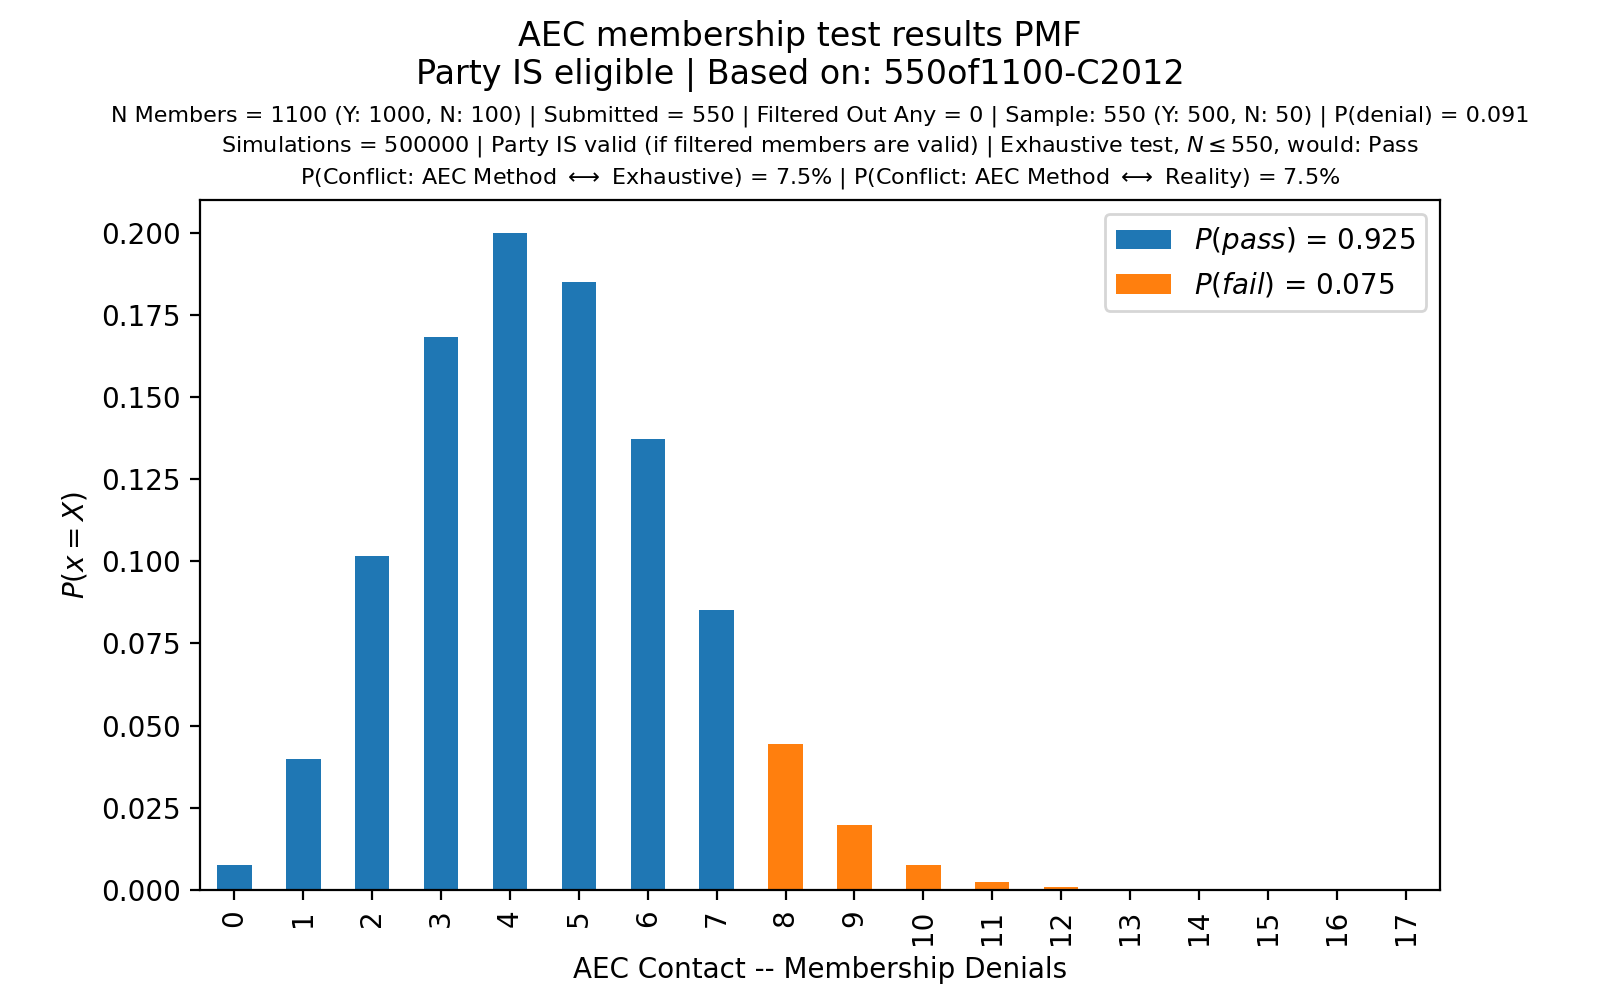 AEC membership test results PMF
Party IS eligible | Based on: 550of1100-C2012
N Members = 1100 (Y: 1000, N: 100) | Submitted = 550 | Filtered Out Any = 0 | Sample: 550 (Y: 500, N: 50) | P(denial) = 0.091
Simulations = 500000 | Party IS valid (if filtered members are valid) | Exhaustive test, N ≤ 550, would: Pass
P(Conflict: AEC Method ⟷ Exhaustive) = 7.5% | P(Conflict: AEC Method ⟷ Reality) = 7.5%
P(pass) = 0.925
P(fail) = 0.075
0.200
0.175
0.150
0.125
0.100
0.075
0.050
0.025
0.000
P(x = X)
0 1 2 3 4 5 6 7 8 9 10 11 12 13 14 15 16 17
AEC Contact -- Membership Denials